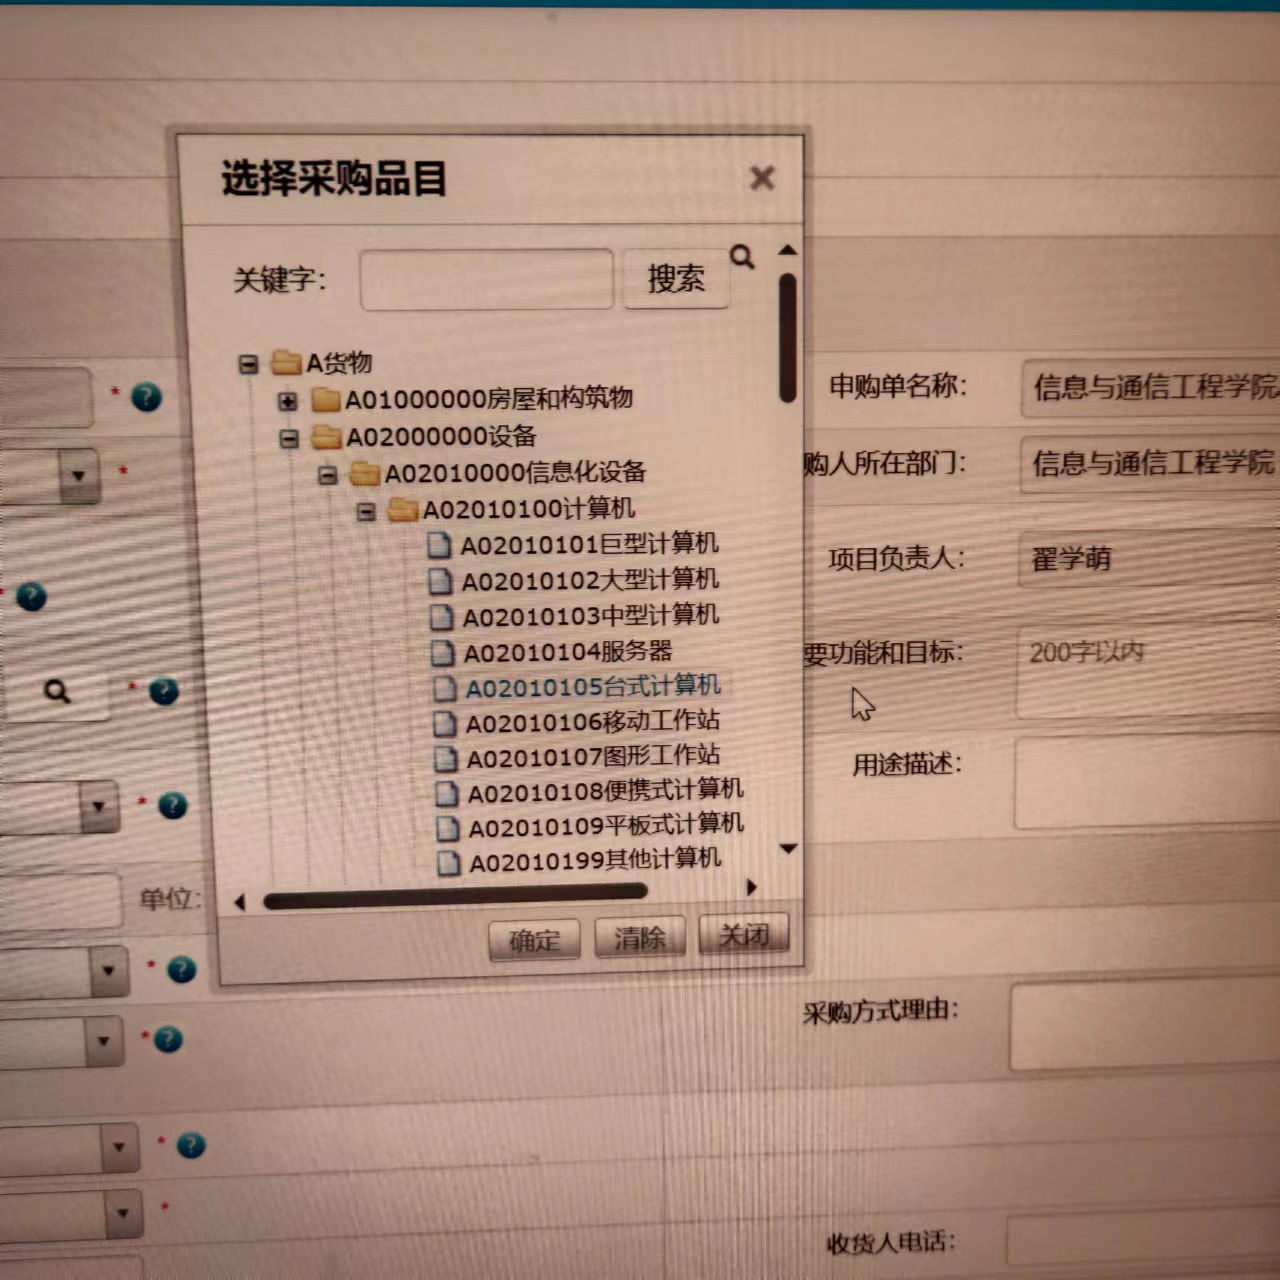 选择采购品目
关键字：
搜索
A货物
A01000000房屋和构筑物
A02000000设备
A02010000信息化设备
A02010100计算机
A02010101巨型计算机
A02010102大型计算机
A02010103中型计算机
A02010104服务器
A02010105台式计算机
A02010106移动工作站
A02010107图形工作站
A02010108便携式计算机
A02010109平板式计算机
A02010199其他计算机
确定 清除 关闭
* ?
*
* ?
* ?
* ?
单位：
* ?
* ?
* ?
*
申购单名称： 信息与通信工程学院
购人所在部门： 信息与通信工程学院
项目负责人： 翟学萌
要功能和目标： 200字以内
用途描述：
采购方式理由：
收货人电话：